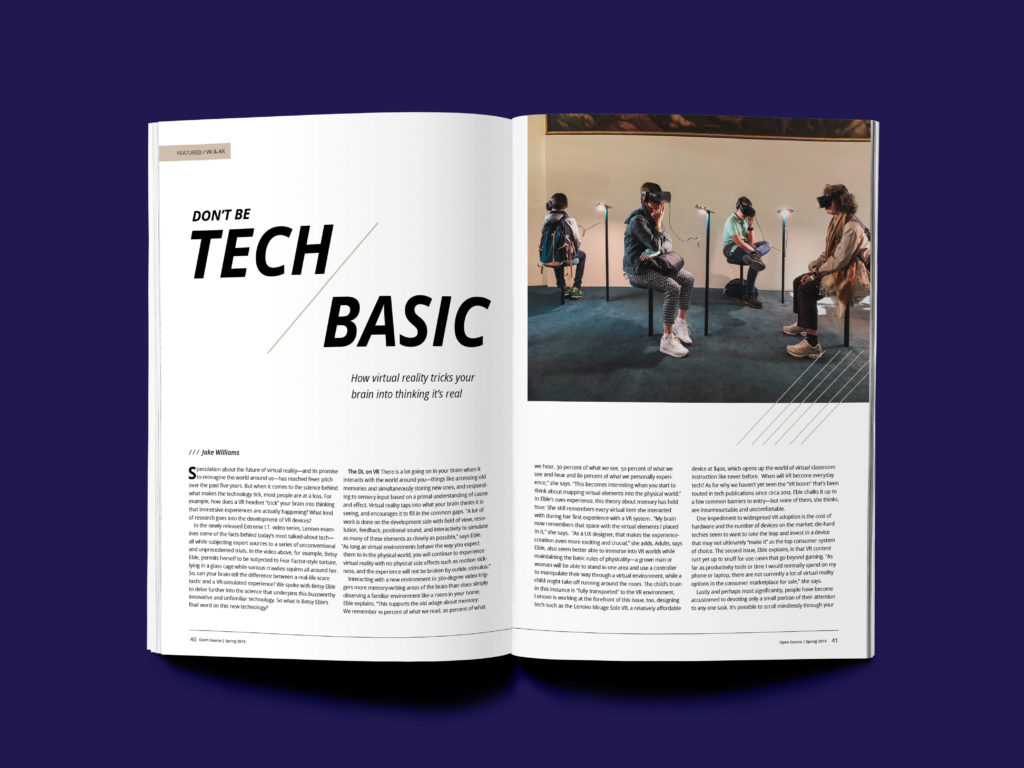 FEATURED / VR & AR
DON'T BE
TECH
BASIC
How virtual reality tricks your
brain into thinking it's real
/// Jake Williams
Speculation about the future of virtual reality—and its promise
to reimagine the world around us—has reached fever pitch
over the past five years. But when it comes to the science behind
what makes the technology tick, most people are at a loss. For
example, how does a VR headset "trick" your brain into thinking
that immersive experiences are actually happening? What kind
of research goes into the development of VR devices?
In the newly released Extreme I.T. video series, Lenovo exam-
ines some of the facts behind today's most talked-about tech—
all while subjecting expert sources to a series of unconventional
and unprecedented trials. In the video above, for example, Betsy
Eble, permits herself to be subjected to Fear Factor-style torture,
lying in a glass cage while various crawlies squirm all around her.
So, can your brain tell the difference between a real-life scare
tactic and a VR-simulated experience? We spoke with Betsy Eble
to delve further into the science that underpins this buzzworthy
innovative and unfamiliar technology. So what is Betsy Eble's
final word on this new technology?
The DL on VR There is a lot going on in your brain when it
interacts with the world around you—things like accessing old
memories and simultaneously storing new ones, and respond-
ing to sensory input based on a primal understanding of cause
and effect. Virtual reality taps into what your brain thinks it is
seeing, and encourages it to fill in the common gaps. "A lot of
work is done on the development side with field of view, reso-
lution, feedback, positional sound, and interactivity to simulate
as many of these elements as closely as possible," says Eble.
"As long as virtual environments behave the way you expect
them to in the physical world, you will continue to experience
virtual reality with no physical side effects such as motion sick-
ness, and the experience will not be broken by outside stimulus."
Interacting with a new environment in 360-degree video trig-
gers more memory-writing areas of the brain than does simply
observing a familiar environment like a room in your home,
Eble explains. "This supports the old adage about memory:
We remember 10 percent of what we read, 20 percent of what
we hear, 30 percent of what we see, 50 percent of what we
see and hear and 80 percent of what we personally experi-
ence," she says. "This becomes interesting when you start to
think about mapping virtual elements into the physical world."
In Eble's own experience, this theory about memory has held
true: She still remembers every virtual item she interacted
with during her first experience with a VR system . "My brain
now remembers that space with the virtual elements I placed
in it," she says. "As a UX designer, that makes the experience-
creation even more exciting and crucial," she adds. Adults, says
Eble, also seem better able to immerse into VR worlds while
maintaining the basic rules of physicality—a grown man or
woman will be able to stand in one area and use a controller
to manipulate their way through a virtual environment, while a
child might take off running around the room. The child's brain
in this instance is "fully transported" to the VR environment.
Lenovo is working at the forefront of this issue, too, designing
tech such as the Lenovo Mirage Solo VR, a relatively affordable
device at $400, which opens up the world of virtual classroom
instruction like never before. When will VR become everyday
tech? As for why we haven't yet seen the "VR boom" that's been
touted in tech publications since circa 2010, Eble chalks it up to
a few common barriers to entry—but none of them, she thinks,
are insurmountable and uncomfortable.
One impediment to widespread VR adoption is the cost of
hardware and the number of devices on the market; die-hard
techies seem to want to take the leap and invest in a device
that may not ultimately "make it" as the top consumer system
of choice. The second issue, Eble explains, is that VR content
isn't yet up to snuff for use cases that go beyond gaming. "As
far as productivity tools or time I would normally spend on my
phone or laptop, there are not currently a lot of virtual reality
options in the consumer marketplace for sale," she says.
Lastly and perhaps most significantly, people have become
accustomed to devoting only a small portion of their attention
to any one task. It's possible to scroll mindlessly through your
40 Open Source | Spring 2019
Open Source | Spring 2019 41